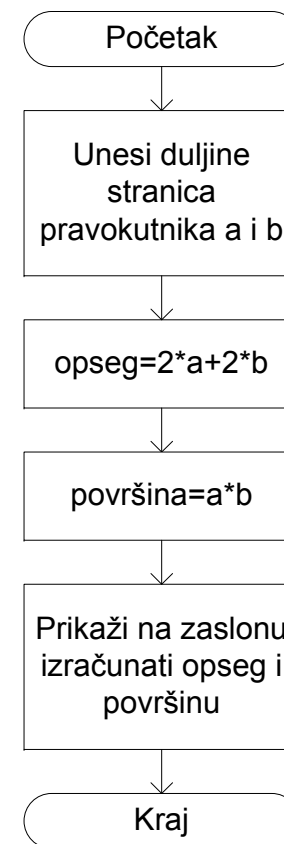 Početak
Unesi duljine
stranica
pravokutnika a i b
opseg=2*a+2*b
površina=a*b
Prikaži na zaslonu
izračunati opseg i
površinu
Kraj